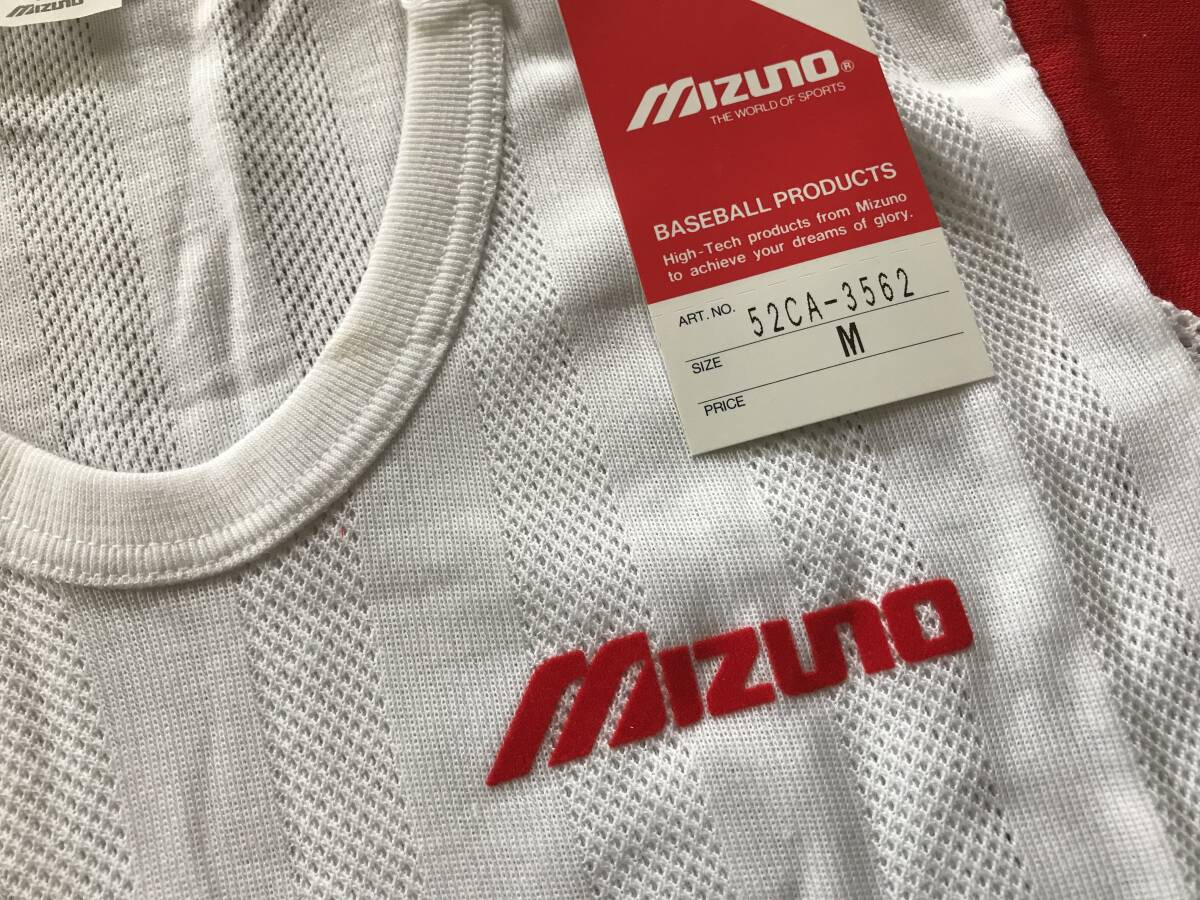 MIZUNO
MIZUNO®
THE WORLD OF SPORTS
BASEBALL PRODUCTS
High-Tech products from Mizuno
to achieve your dreams of glory.
ART. NO. 52CA-3562
SIZE M
PRICE
MIZUNO